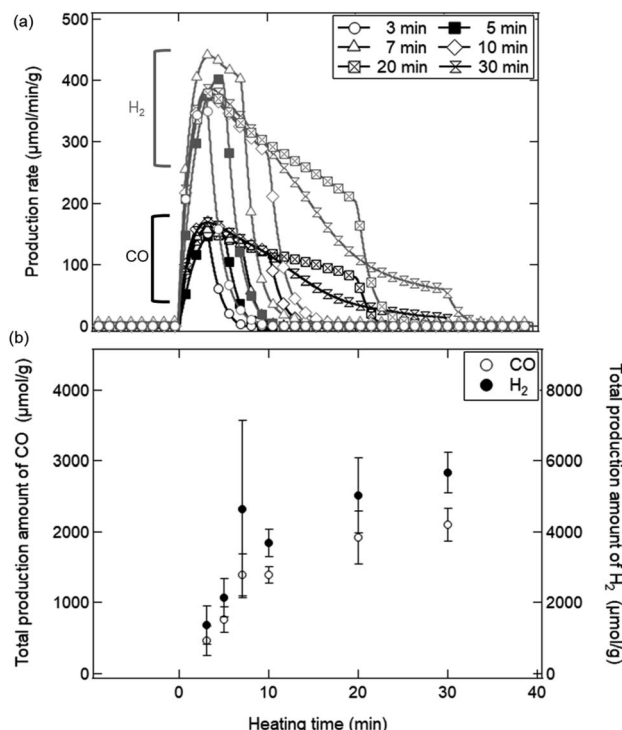 (a)
500
400
300
200
100
0
Production rate (μmol/min/g)
H₂
CO
3 min 5 min
7 min 10 min
20 min 30 min
(b)
4000
3000
2000
1000
0
Total production amount of CO (μmol/g)
CO
H₂
8000
6000
4000
2000
0
Total production amount of H₂
(μmol/g)
0 10 20 30 40
Heating time (min)